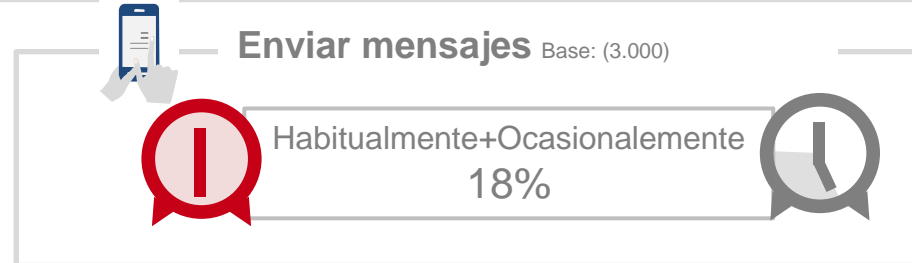 Enviar mensajes Base: (3.000)
Habitualmente+Ocasionalemente
18%